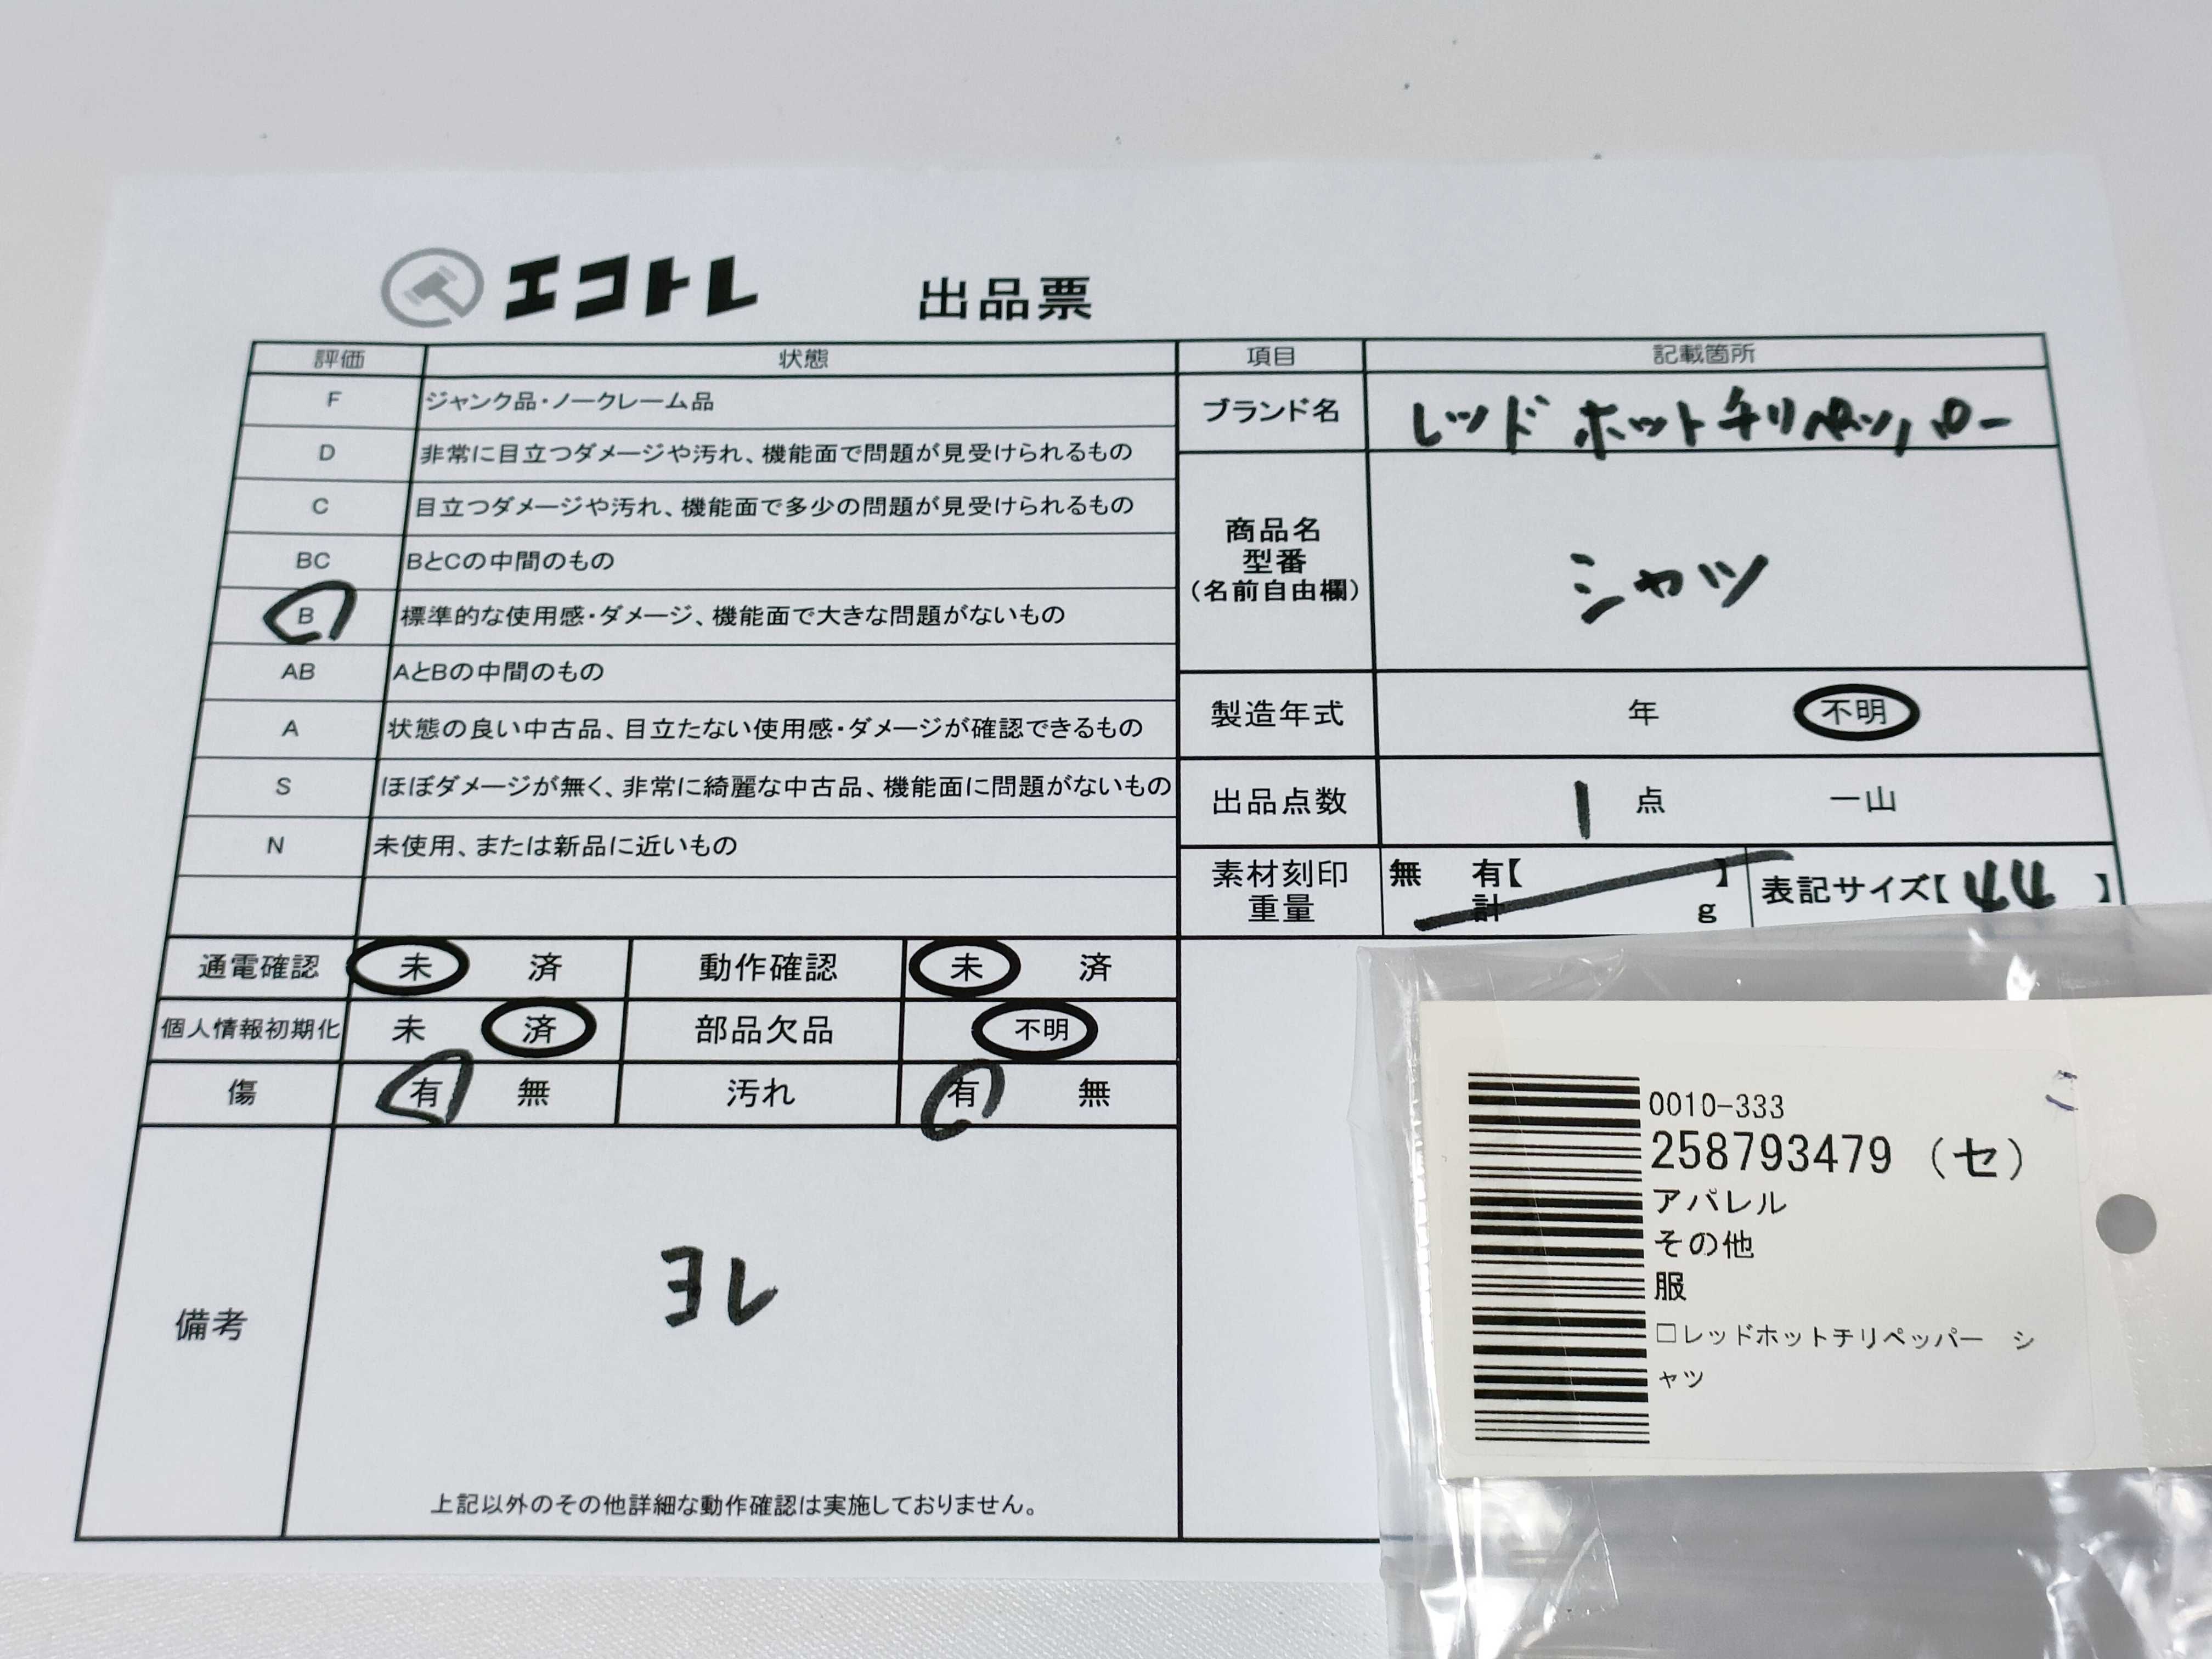 エコトレ 出品票
評価 状態 項目 記載箇所
F ジャンク品・ノークレーム品
D 非常に目立つダメージや汚れ、機能面で問題が見受けられるもの
C 目立つダメージや汚れ、機能面で多少の問題が見受けられるもの
BC BとCの中間のもの
B 標準的な使用感・ダメージ、機能面で大きな問題がないもの
AB AとBの中間のもの
A 状態の良い中古品、目立たない使用感・ダメージが確認できるもの
S ほぼダメージが無く、非常に綺麗な中古品、機能面に問題がないもの
N 未使用、または新品に近いもの
ブランド名 レッドホットチリペッパー
商品名
型番
(名前自由欄)
シャツ
製造年式 年 不明
出品点数 1 点 一山
素材刻印 無 有【 】
重量 計 g
表記サイズ【 44 】
通電確認 未 済 動作確認 未 済
個人情報初期化 未 済 部品欠品 不明
傷 有 無 汚れ 有 無
備考
ヨレ
上記以外のその他詳細な動作確認は実施しておりません。
0010-333
258793479 (セ)
アパレル
その他
服
□レッドホットチリペッパー シ
ャツ